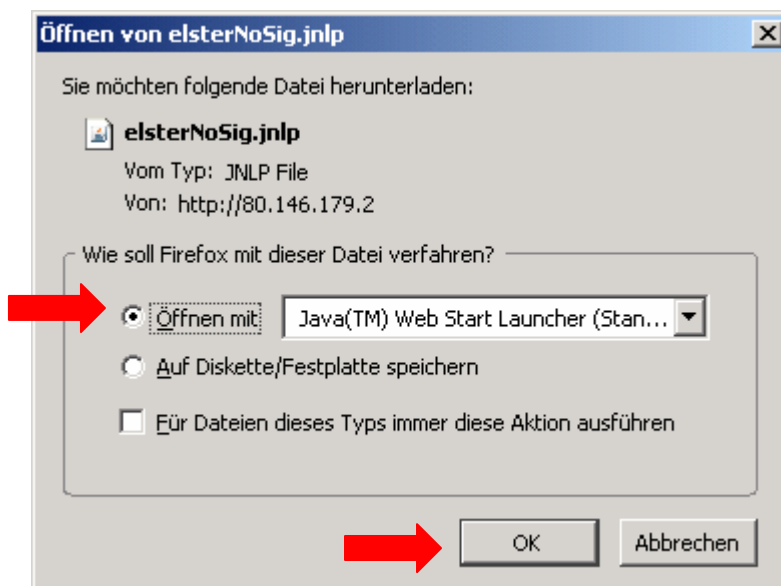 Öffnen von elsterNoSig.jnlp
Sie möchten folgende Datei herunterladen:
elsterNoSig.jnlp
Vom Typ: JNLP File
Von: http://80.146.179.2
Wie soll Firefox mit dieser Datei verfahren?
Öffnen mit Java(TM) Web Start Launcher (Stan...
Auf Diskette/Festplatte speichern
Für Dateien dieses Typs immer diese Aktion ausführen
OK Abbrechen